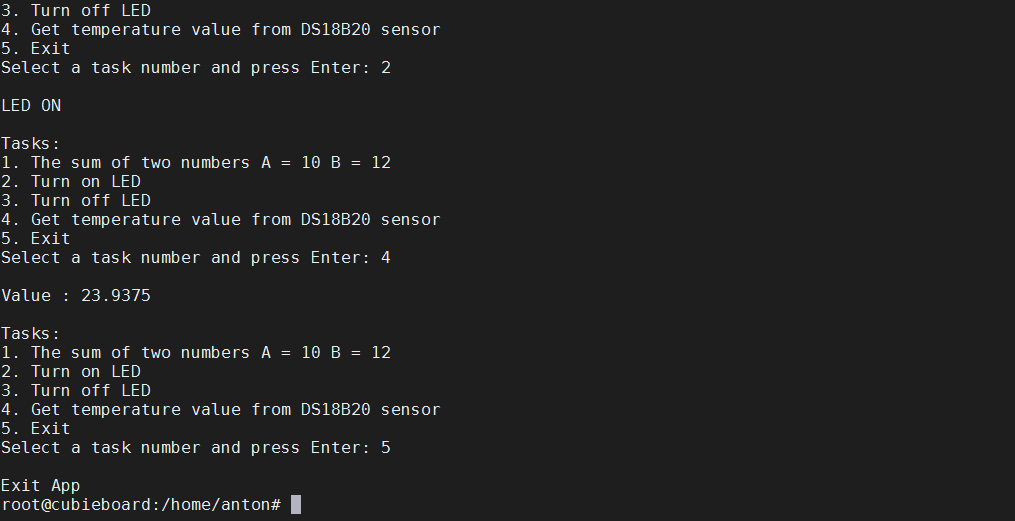 3. Turn off LED
4. Get temperature value from DS18B20 sensor
5. Exit
Select a task number and press Enter: 2
LED ON
Tasks:
1. The sum of two numbers A = 10 B = 12
2. Turn on LED
3. Turn off LED
4. Get temperature value from DS18B20 sensor
5. Exit
Select a task number and press Enter: 4
Value : 23.9375
Tasks:
1. The sum of two numbers A = 10 B = 12
2. Turn on LED
3. Turn off LED
4. Get temperature value from DS18B20 sensor
5. Exit
Select a task number and press Enter: 5
Exit App
root@cubieboard:/home/anton#